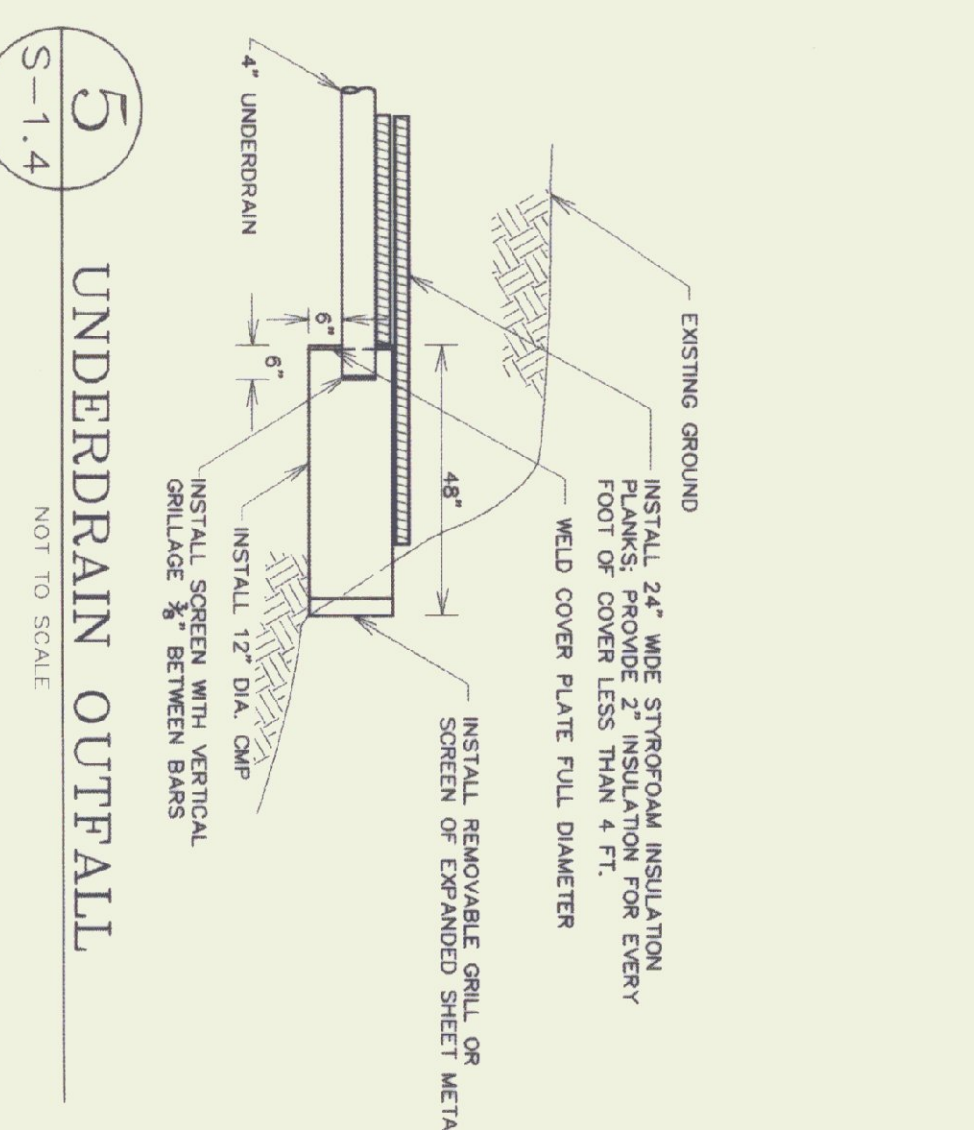 EXISTING GROUND
INSTALL 24" WIDE STYROFOAM INSULATION
PLANKS; PROVIDE 2" INSULATION FOR EVERY
FOOT OF COVER LESS THAN 4 FT.
WELD COVER PLATE FULL DIAMETER
INSTALL REMOVABLE GRILL OR
SCREEN OF EXPANDED SHEET META
48"
6"
6"
4" UNDERDRAIN
INSTALL 12" DIA. CMP
INSTALL SCREEN WITH VERTICAL
GRILLAGE ⅜" BETWEEN BARS
5
S-1.4
UNDERDRAIN OUTFALL
NOT TO SCALE